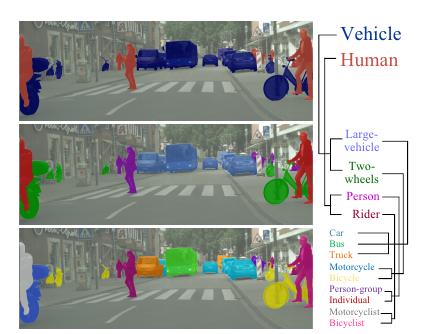 Vehicle
Human
Large-
vehicle
Two-
wheels
Person
Rider
Car
Bus
Truck
Motorcycle
Bicycle
Person-group
Individual
Motorcyclist
Bicyclist